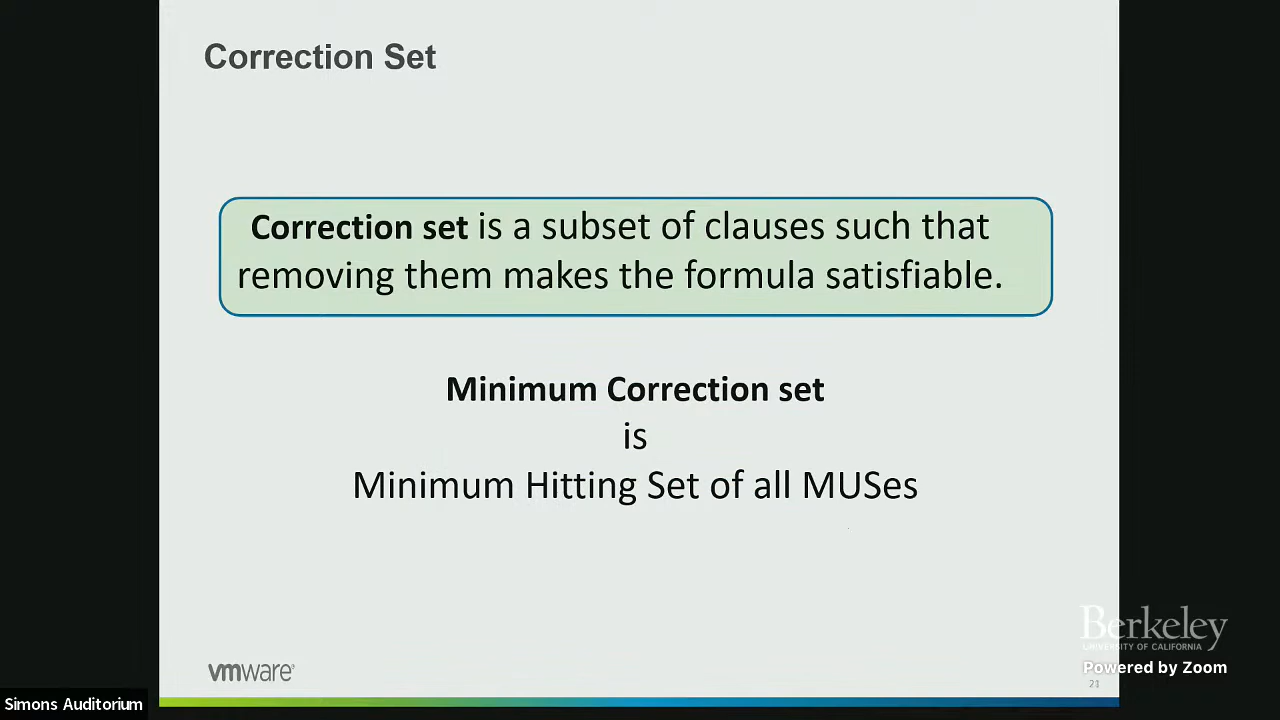 Correction Set
Correction set is a subset of clauses such that
removing them makes the formula satisfiable.
Minimum Correction set
is
Minimum Hitting Set of all MUSes
vmware
Berkeley
UNIVERSITY OF CALIFORNIA
Powered by Zoom
21
Simons Auditorium